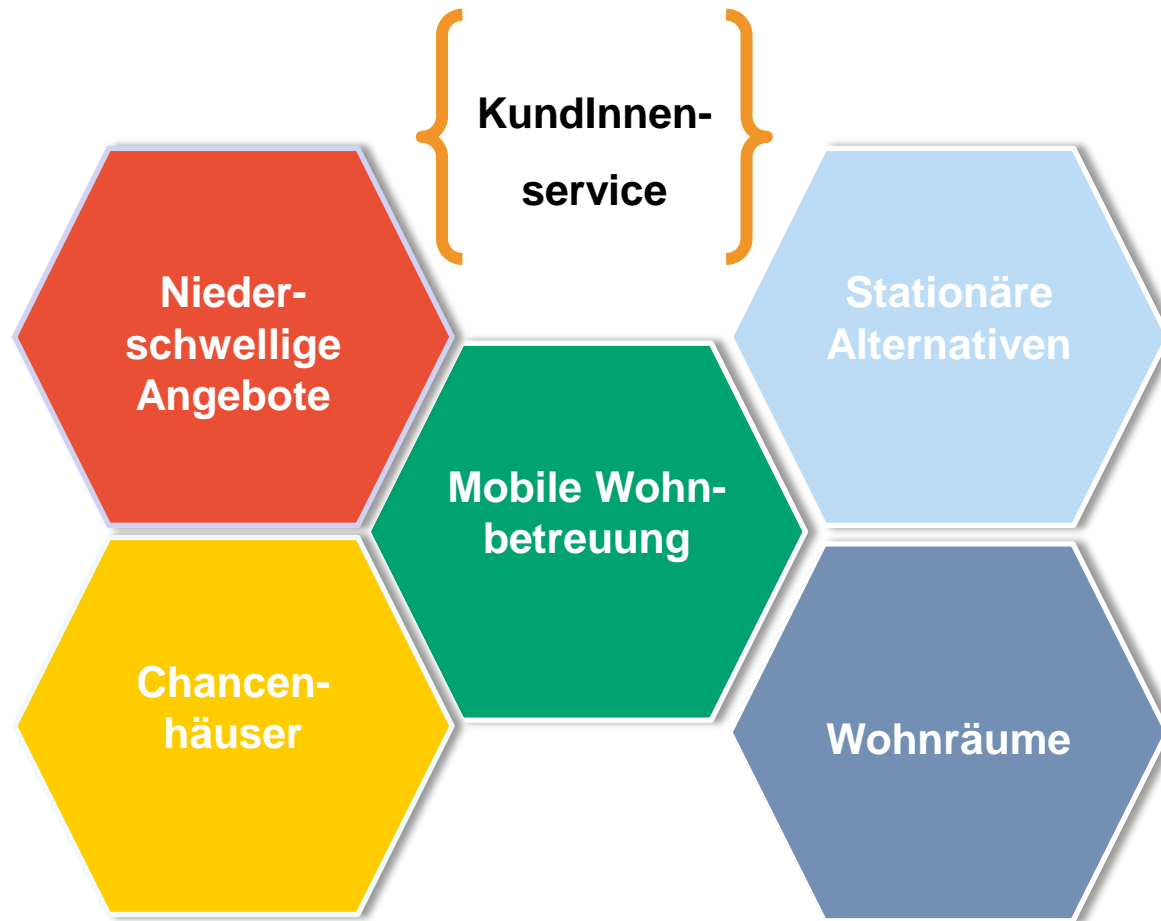 KundInnen-
service
Nieder-
schwellige
Angebote
Stationäre
Alternativen
Mobile Wohn-
betreuung
Chancen-
häuser
Wohnräume